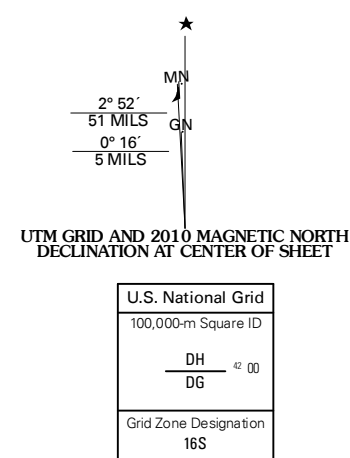 ★
MN
2° 52´
51 MILS
GN
0° 16´
5 MILS
UTM GRID AND 2010 MAGNETIC NORTH
DECLINATION AT CENTER OF SHEET
U.S. National Grid
100,000-m Square ID
DH
42 00
DG
Grid Zone Designation
16S